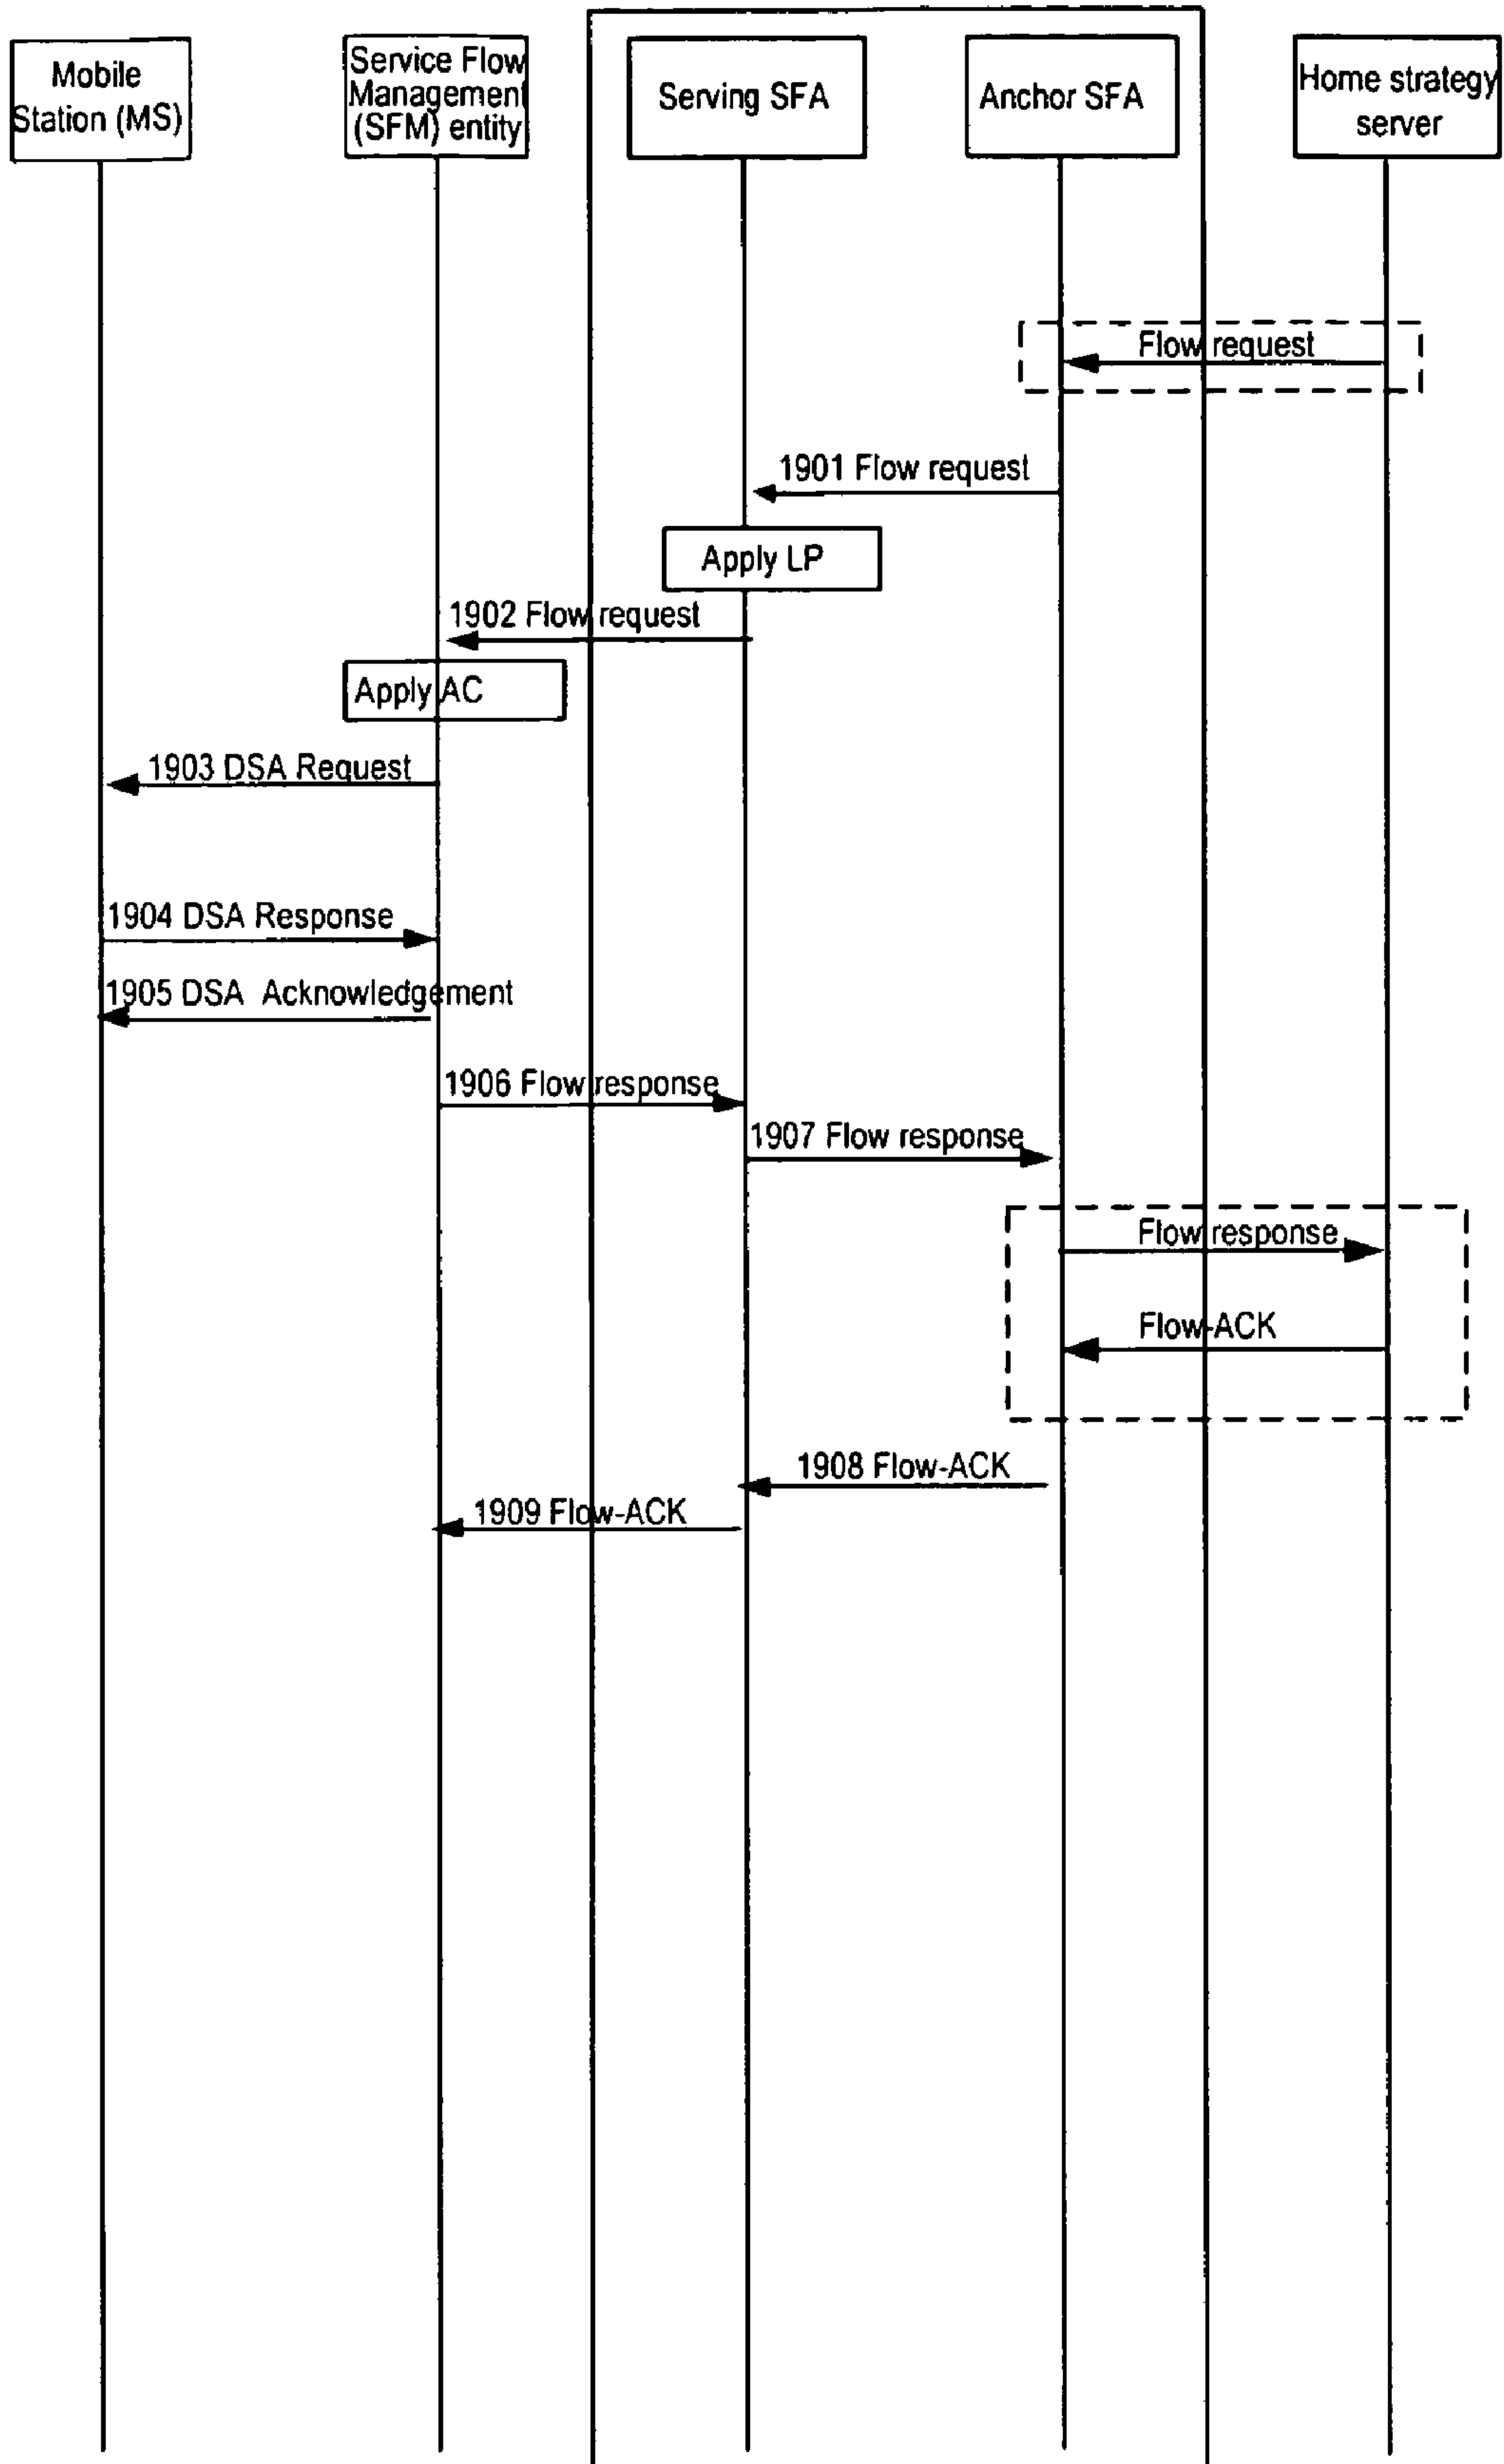 Mobile
Station (MS)
Service Flow
Management
(SFM) entity
Serving SFA
Anchor SFA
Home strategy
server
Flow request
1901 Flow request
Apply LP
1902 Flow request
Apply AC
1903 DSA Request
1904 DSA Response
1905 DSA Acknowledgement
1906 Flow response
1907 Flow response
Flow response
Flow-ACK
1908 Flow-ACK
1909 Flow-ACK